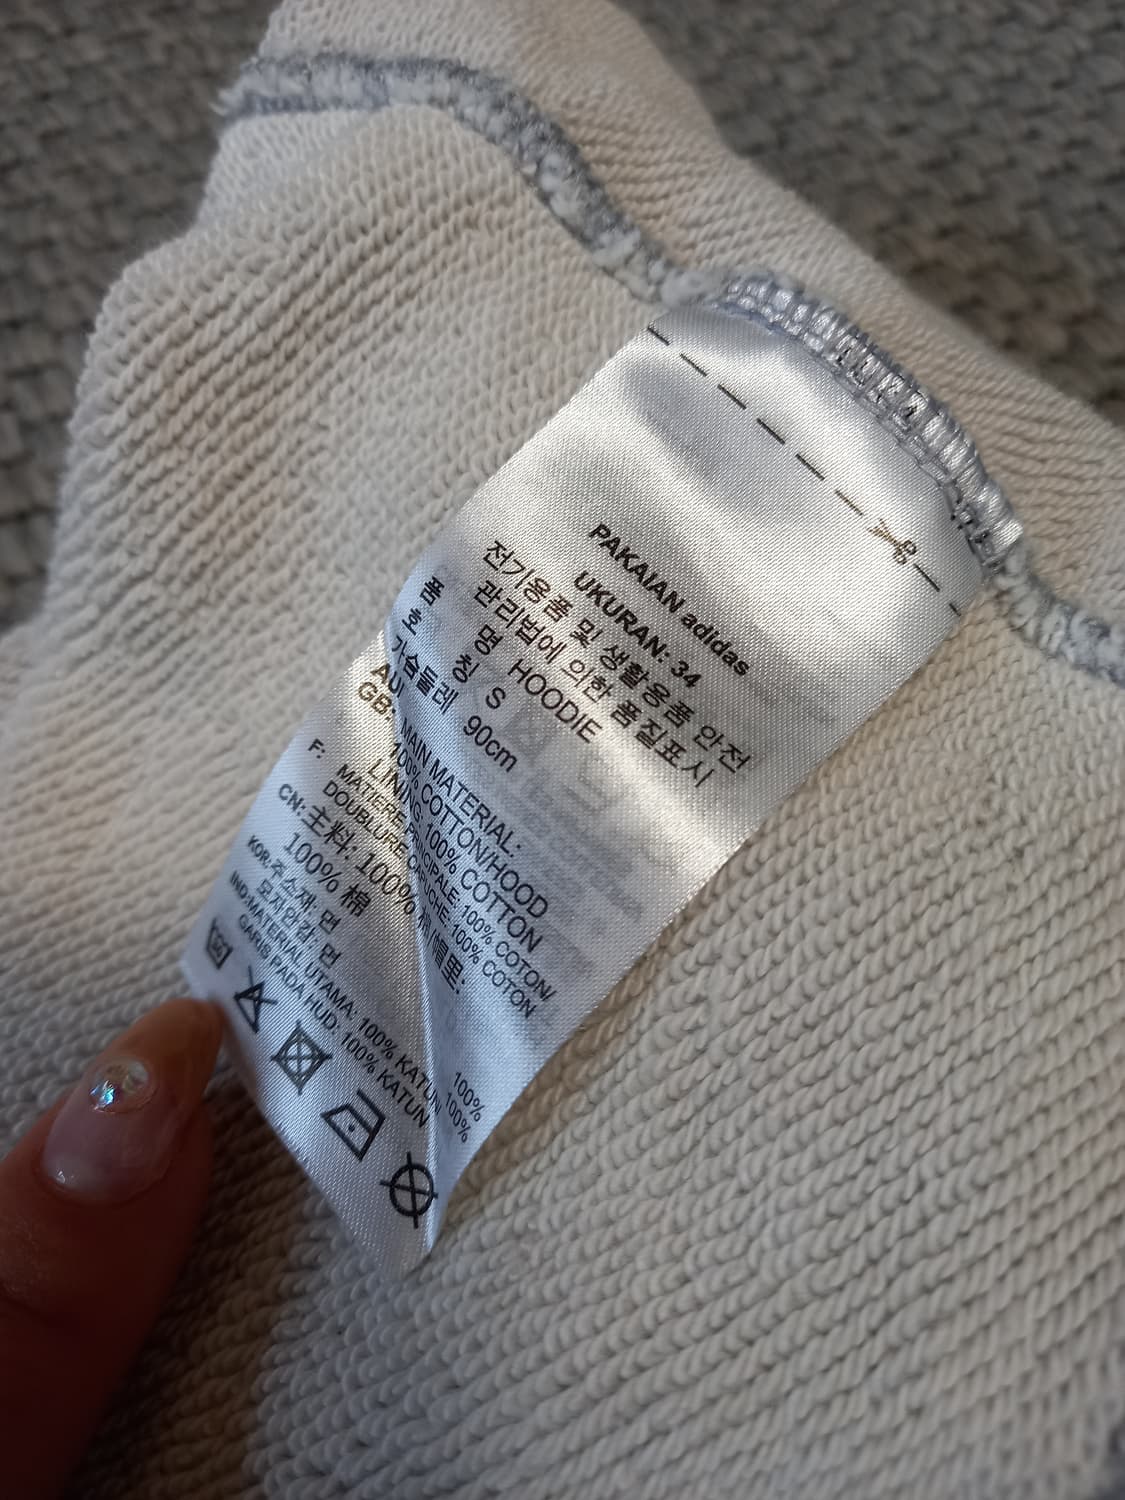 PAKAIAN adidas
UKURAN: 34
전기용품 및 생활용품 안전
관리법에 의한 품질표시
품 명 HOODIE
호 칭 S
가슴둘레 90cm
AU/
GB: MAIN MATERIAL:
100% COTTON/HOOD
LINING: 100% COTTON
F: MATIERE PRINCIPALE: 100% COTON/
DOUBLURE CAPUCHE: 100% COTON
CN: 主料: 100% 棉/帽里:
100% 棉
KOR: 주소재: 면 100%
모자안감: 면 100%
IND: MATERIAL UTAMA: 100% KATUN/
GARIS PADA HUD: 100% KATUN